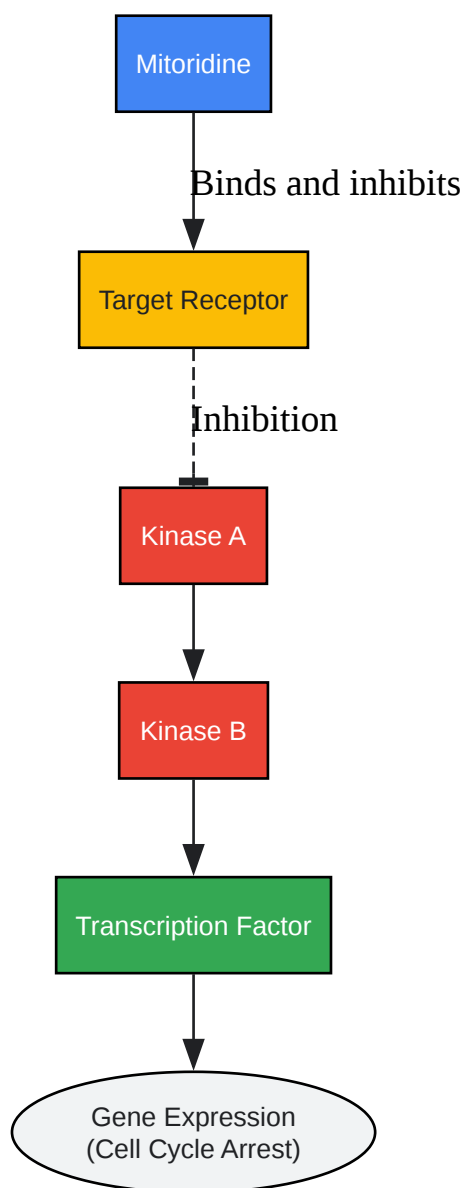 Mitoridine
Binds and inhibits
Target Receptor
Inhibition
Kinase A
Kinase B
Transcription Factor
Gene Expression
(Cell Cycle Arrest)